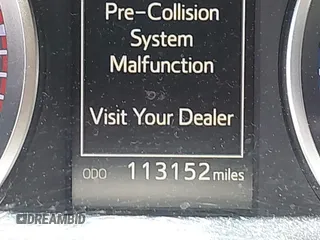 Pre-Collision
System
Malfunction
Visit Your Dealer
ODO 113152 miles
DREAMBID